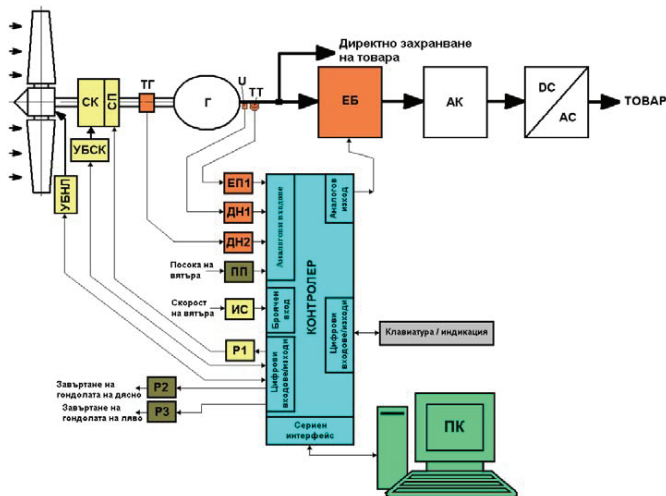 Директно захранване
на товара
СК
СП
ТГ
Г
U
ТТ
ЕБ
АК
DC
AC
ТОВАР
УБСК
УБНЛ
ЕП1
ДН1
ДН2
ПП
ИС
Р1
Р2
Р3
Посока на
вятъра
Скорост
на вятъра
Завъртане на
гондолата на дясно
Завъртане на
гондолата на ляво
Аналогови входове
Броячен
вход
Цифрови
входове/изходи
КОНТРОЛЕР
Аналогов
изход
Цифрови
входове/изходи
Сериен
интерфейс
Клавиатура / индикация
ПК